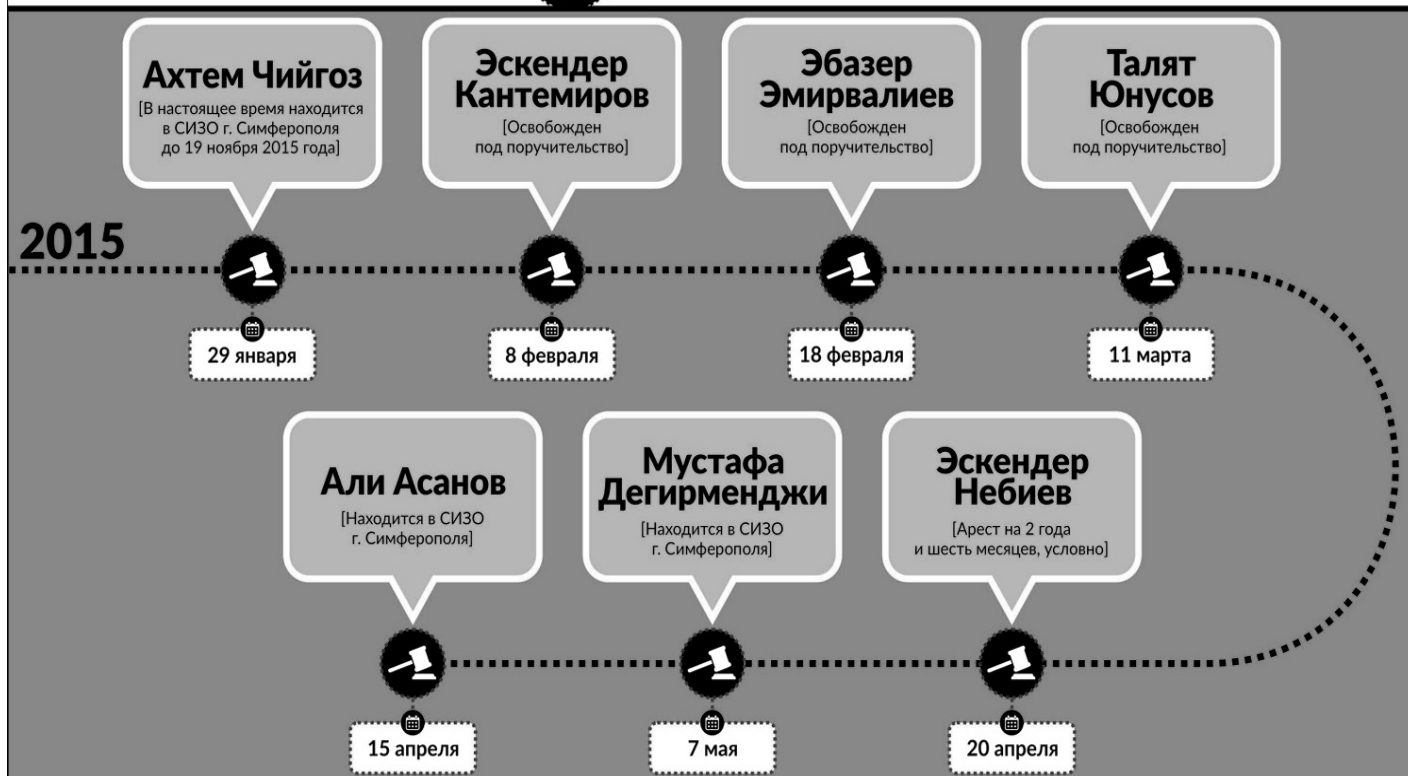 Ахтем Чийгоз
[В настоящее время находится
в СИЗО г. Симферополя
до 19 ноября 2015 года]
Эскендер
Кантемиров
[Освобожден
под поручительство]
Эбазер
Эмирвалиев
[Освобожден
под поручительство]
Талят
Юнусов
[Освобожден
под поручительство]
2015
29 января
8 февраля
18 февраля
11 марта
Али Асанов
[Находится в СИЗО
г. Симферополя]
Мустафа
Дегирменджи
[Находится в СИЗО
г. Симферополя]
Эскендер
Небиев
[Арест на 2 года
и шесть месяцев, условно]
15 апреля
7 мая
20 апреля